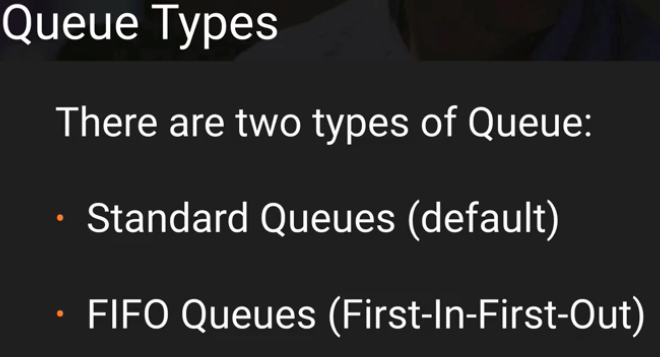 Queue Types
There are two types of Queue:
• Standard Queues (default)
• FIFO Queues (First-In-First-Out)